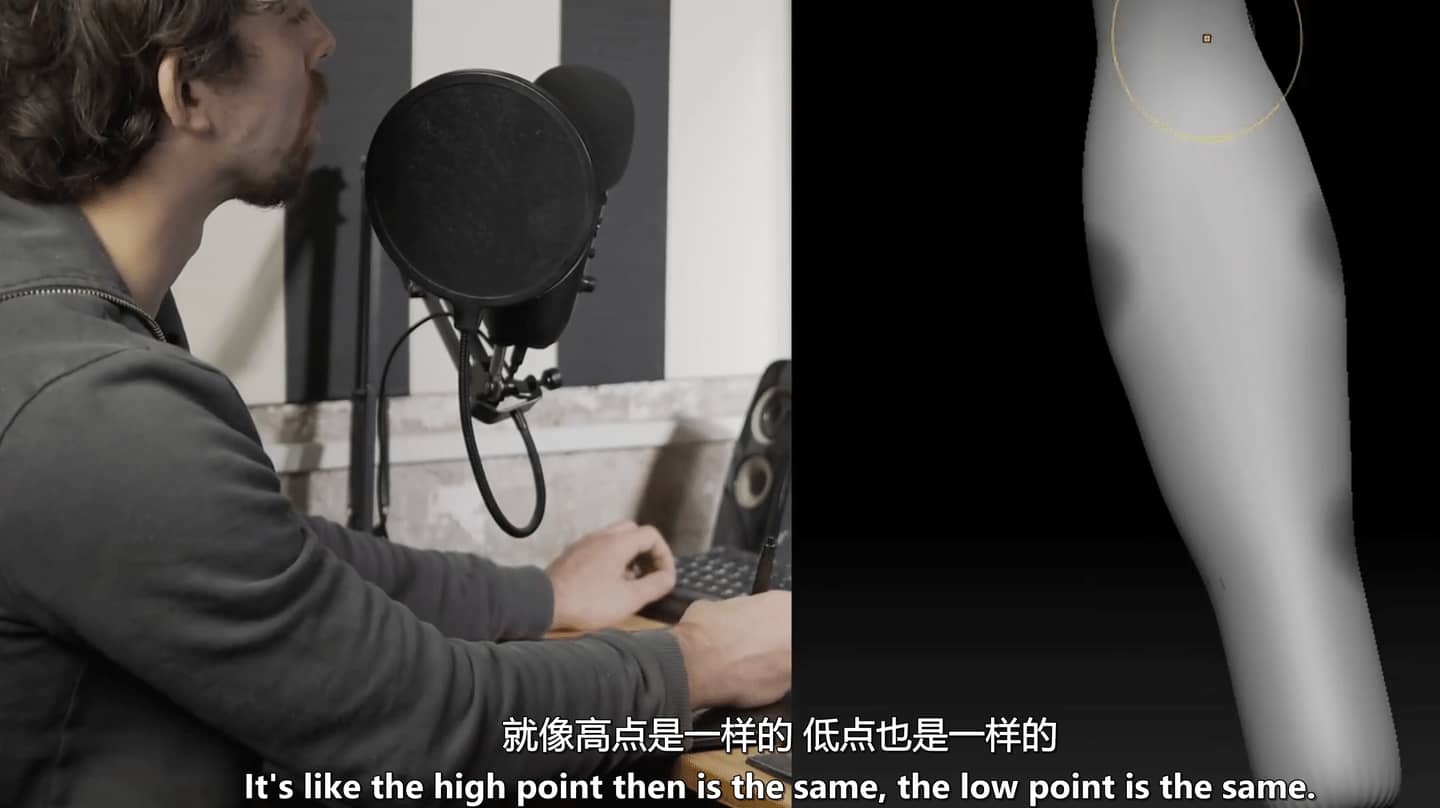 就像高点是一样的 低点也是一样的
It's like the high point then is the same, the low point is the same.